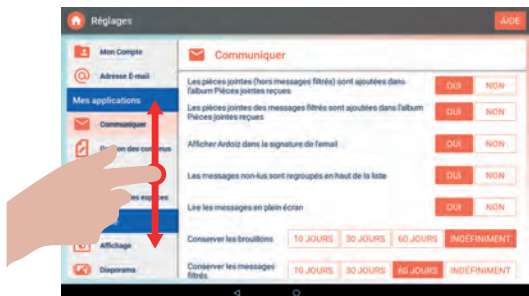 Réglages
AIDE
Mon Compte
Adresse E-mail
Mes applications
Communiquer
des contenus
es espaces
Affichage
Diaporama
Communiquer
Les pièces jointes (hors messages filtrés) sont ajoutées dans
l'album Pièces jointes reçues
OUI NON
Les pièces jointes des messages filtrés sont ajoutées dans l'album
Pièces jointes reçues
OUI NON
Afficher Ardoiz dans la signature de l'email
OUI NON
Les messages non-lus sont regroupés en haut de la liste
OUI NON
Lire les messages en plein écran
OUI NON
Conserver les brouillons
10 JOURS 30 JOURS 60 JOURS INDÉFINIMENT
Conserver les messages
filtrés
10 JOURS 30 JOURS 60 JOURS INDÉFINIMENT